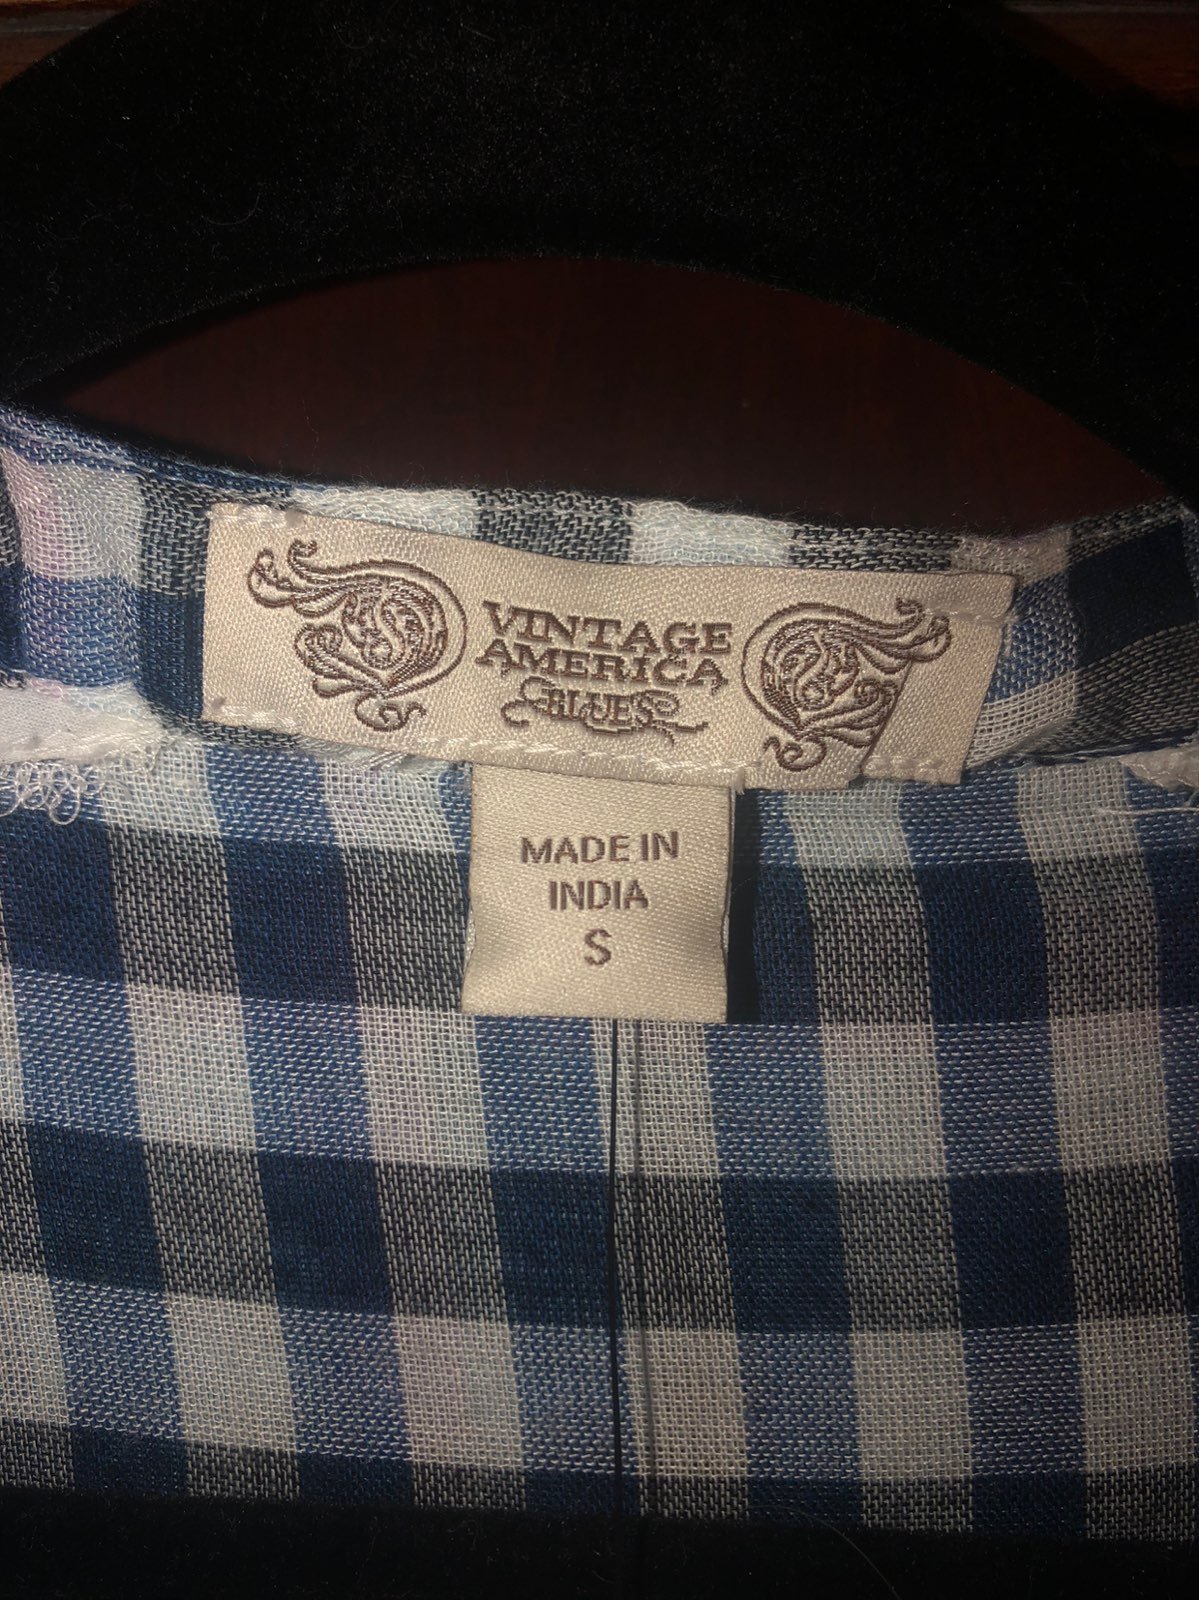 VINTAGE
AMERICA
BLUES
MADE IN
INDIA
S